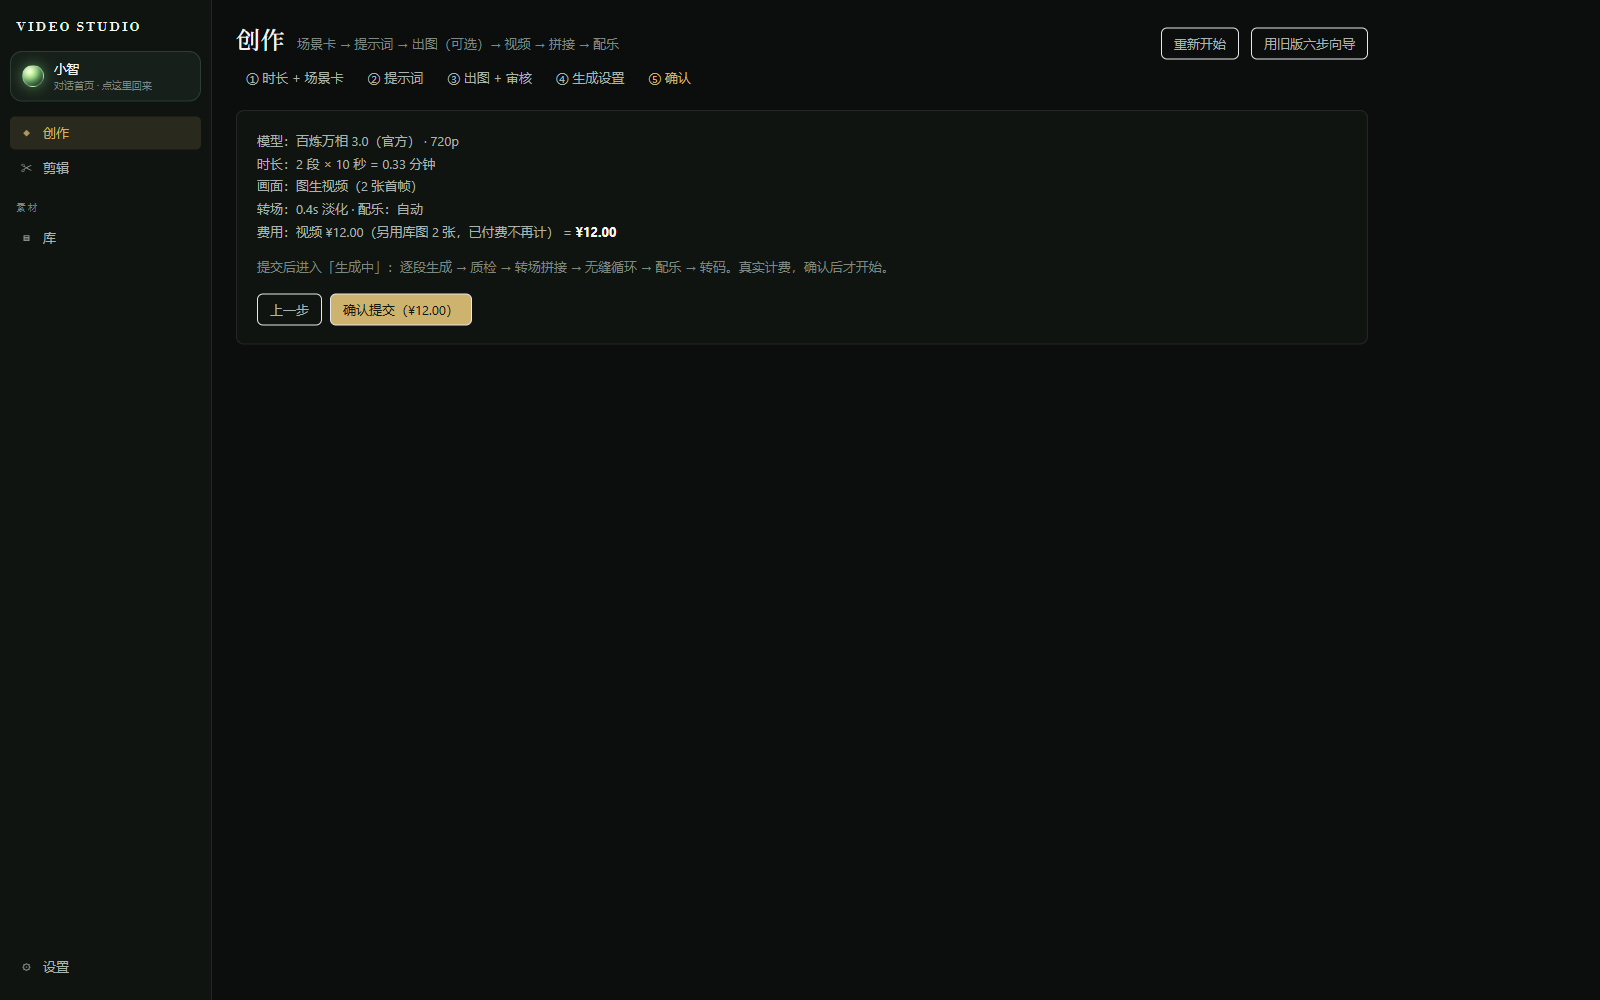 VIDEO STUDIO
小智
对话首页 · 点这里回来
创作
剪辑
素材
库
设置
创作 场景卡 → 提示词 → 出图（可选）→ 视频 → 拼接 → 配乐
重新开始
用旧版六步向导
① 时长 + 场景卡 ② 提示词 ③ 出图 + 审核 ④ 生成设置 ⑤ 确认
模型：百炼万相 3.0（官方） · 720p
时长：2 段 × 10 秒 = 0.33 分钟
画面：图生视频（2 张首帧）
转场：0.4s 淡化 · 配乐：自动
费用：视频 ¥12.00（另用库图 2 张，已付费不再计） = ¥12.00
提交后进入「生成中」：逐段生成 → 质检 → 转场拼接 → 无缝循环 → 配乐 → 转码。真实计费，确认后才开始。
上一步
确认提交（¥12.00）